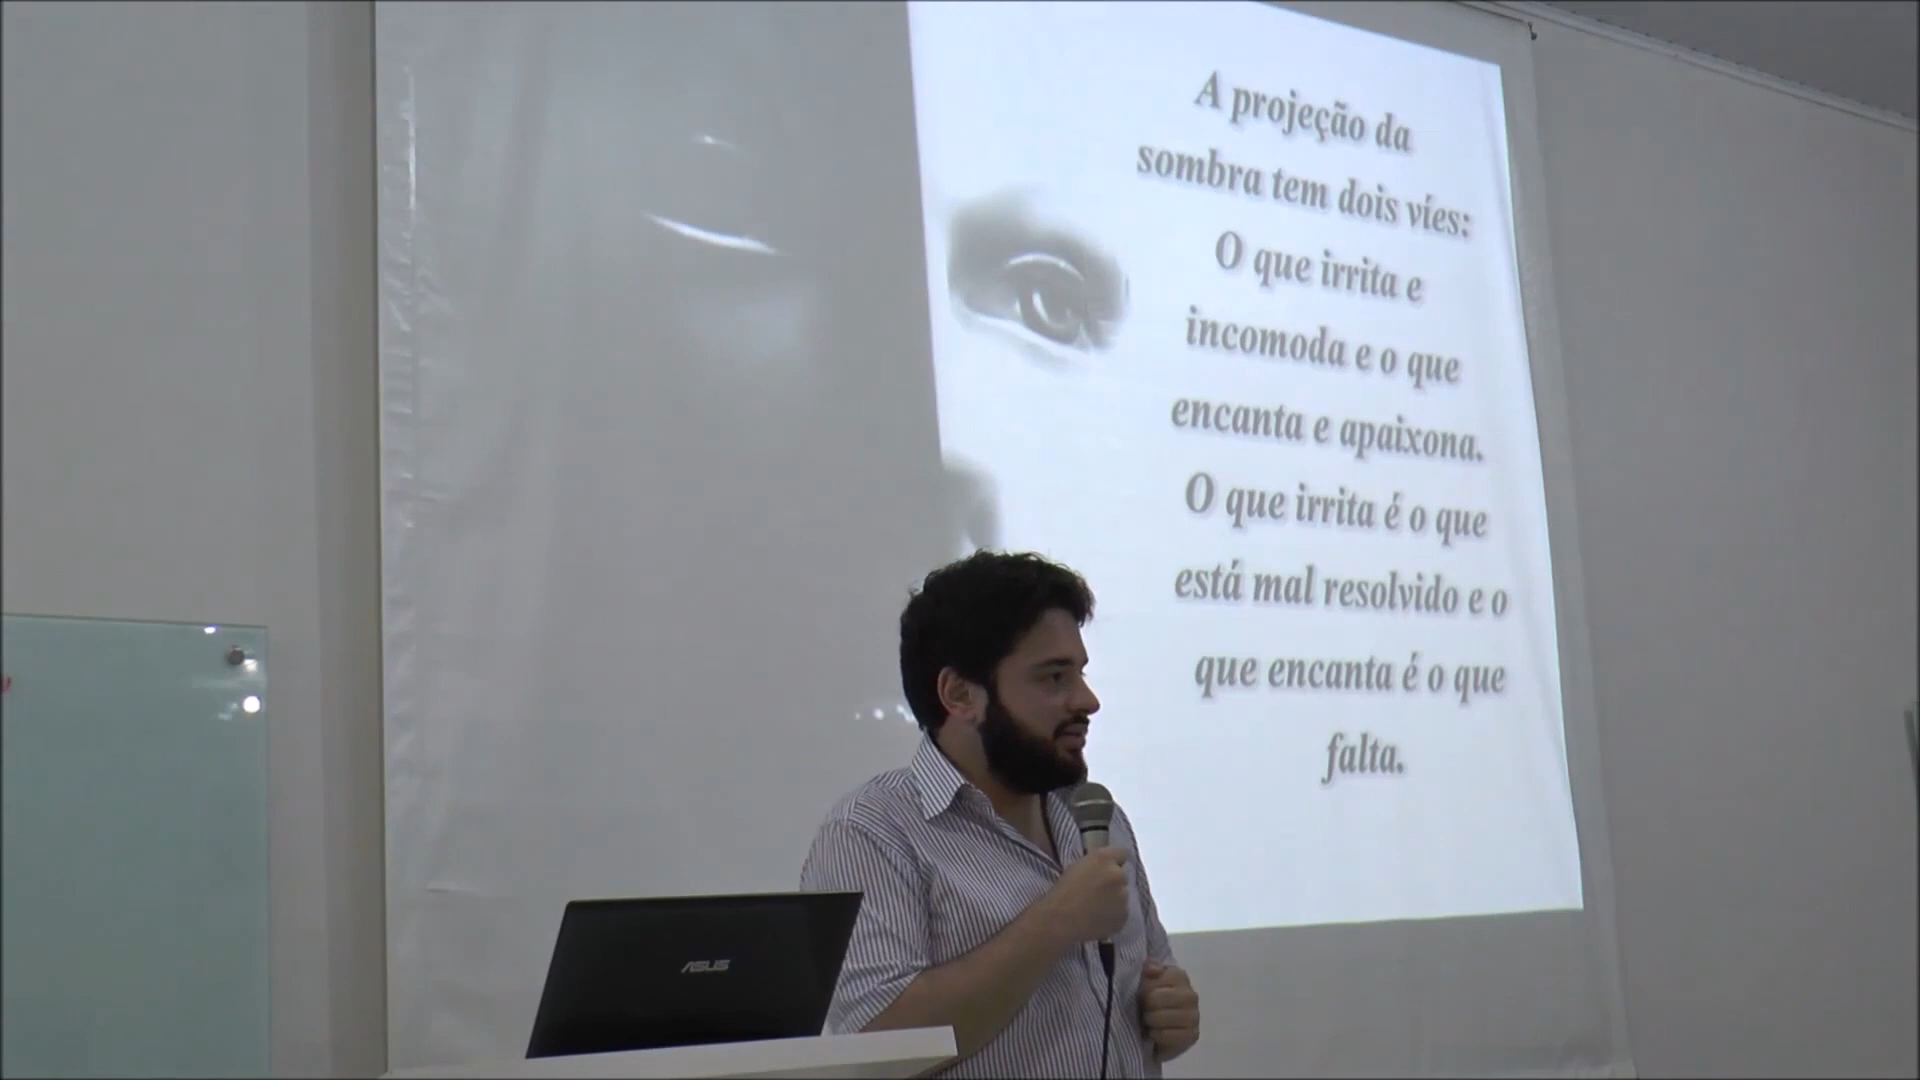 A projeção da
sombra tem dois víes:
O que irrita e
incomoda e o que
encanta e apaixona.
O que irrita é o que
está mal resolvido e o
que encanta é o que
falta.
ASUS